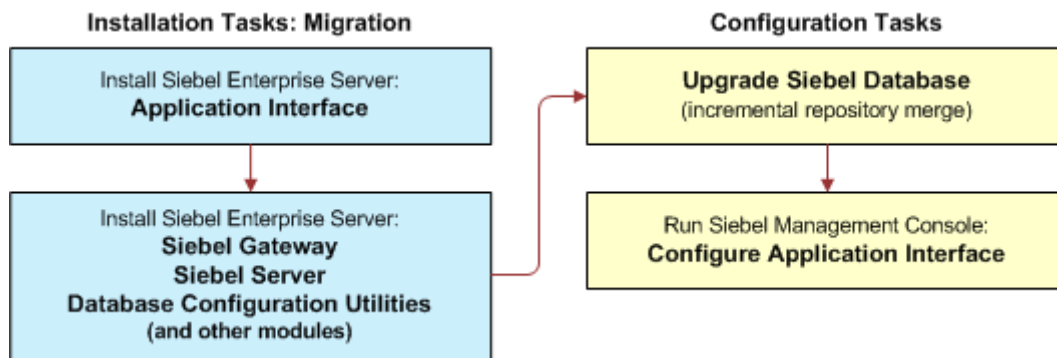 Installation Tasks: Migration
Install Siebel Enterprise Server:
Application Interface
Install Siebel Enterprise Server:
Siebel Gateway
Siebel Server
Database Configuration Utilities
(and other modules)
Configuration Tasks
Upgrade Siebel Database
(incremental repository merge)
Run Siebel Management Console:
Configure Application Interface